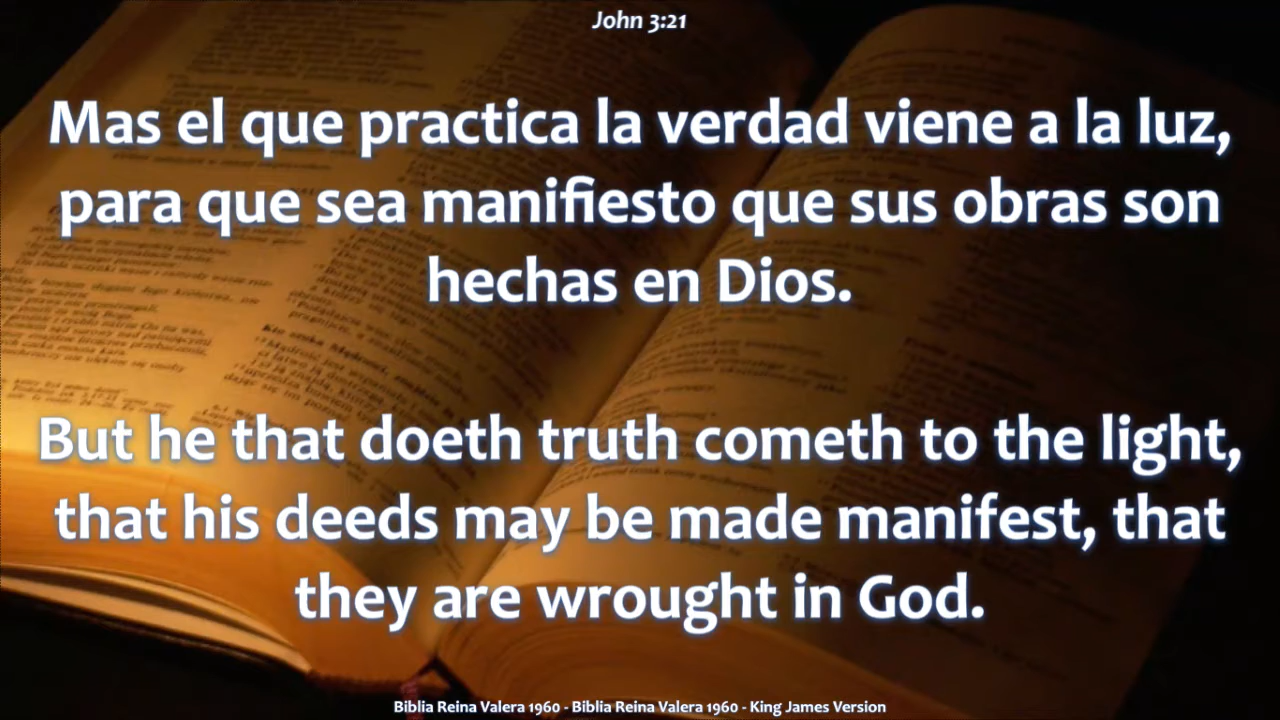 John 3:21
Mas el que practica la verdad viene a la luz,
para que sea manifiesto que sus obras son
hechas en Dios.
But he that doeth truth cometh to the light,
that his deeds may be made manifest, that
they are wrought in God.
Biblia Reina Valera 1960 - Biblia Reina Valera 1960 - King James Version